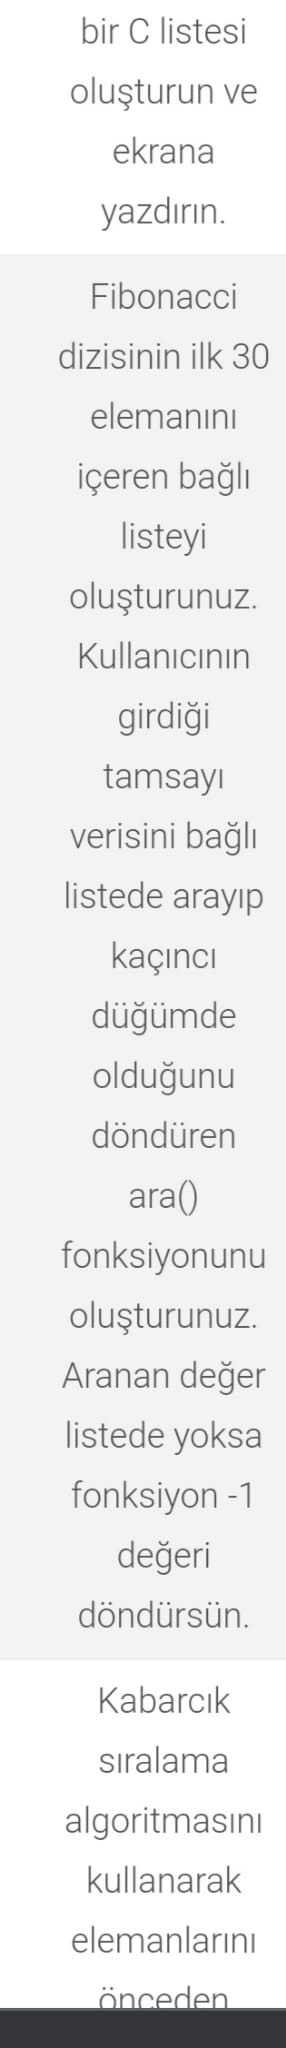 bir C listesi
oluşturun ve
ekrana
yazdırın.
Fibonacci
dizisinin ilk 30
elemanını
içeren bağlı
listeyi
oluşturunuz.
Kullanıcının
girdiği
tamsayı
verisini bağlı
listede arayıp
kaçıncı
düğümde
olduğunu
döndüren
ara()
fonksiyonunu
oluşturunuz.
Aranan değer
listede yoksa
fonksiyon -1
değeri
döndürsün.
Kabarcık
sıralama
algoritmasını
kullanarak
elemanlarını
önceden